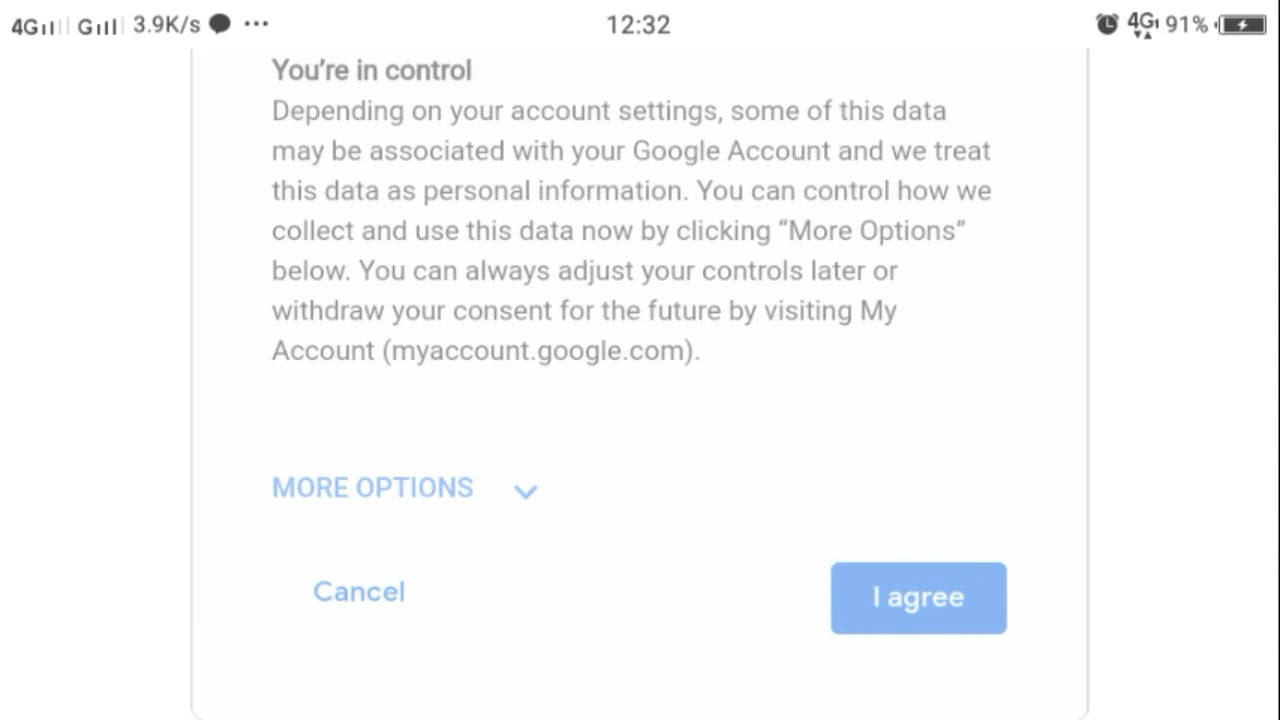 4G G 3.9K/s ... 12:32 4G 91%
You're in control
Depending on your account settings, some of this data
may be associated with your Google Account and we treat
this data as personal information. You can control how we
collect and use this data now by clicking “More Options”
below. You can always adjust your controls later or
withdraw your consent for the future by visiting My
Account (myaccount.google.com).
MORE OPTIONS
Cancel
I agree